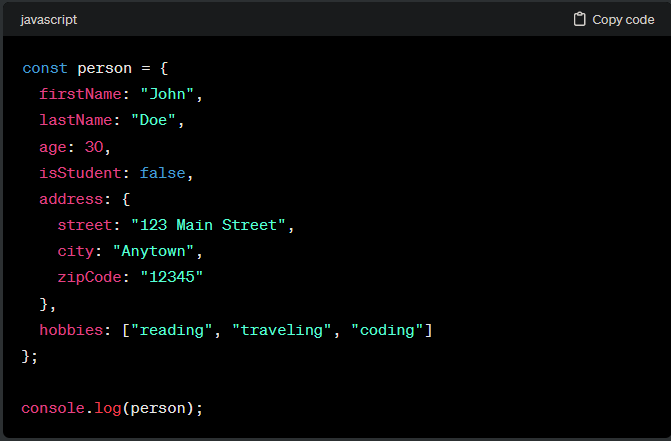 javascript
Copy code
const person = {
  firstName: "John",
  lastName: "Doe",
  age: 30,
  isStudent: false,
  address: {
    street: "123 Main Street",
    city: "Anytown",
    zipCode: "12345"
  },
  hobbies: ["reading", "traveling", "coding"]
};

console.log(person);